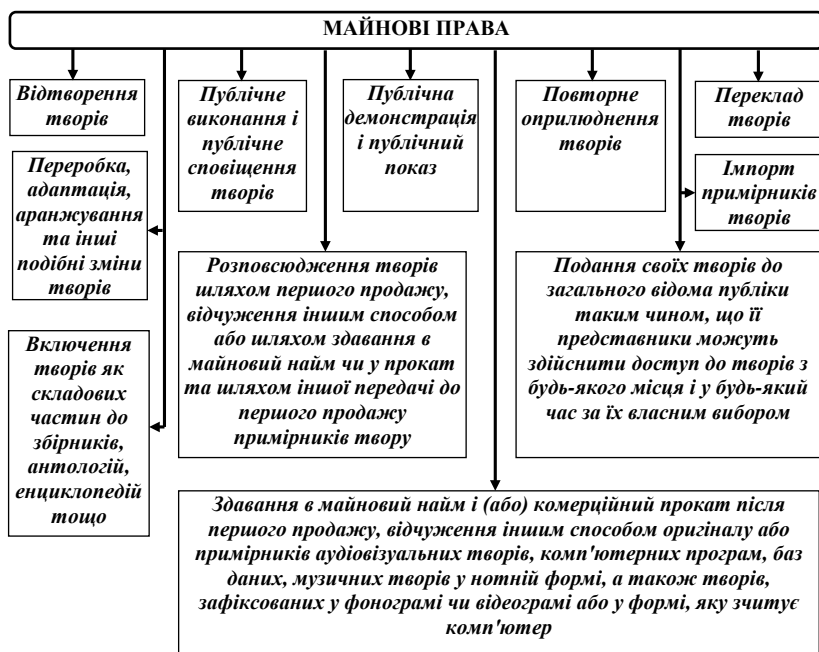 МАЙНОВІ ПРАВА
Відтворення
творів
Публічне
виконання і
публічне
сповіщення
творів
Публічна
демонстрація
і публічний
показ
Повторне
оприлюднення
творів
Переклад
творів
Переробка,
адаптація,
аранжування
та інші
подібні зміни
творів
Імпорт
примірників
творів
Розповсюдження творів
шляхом першого продажу,
відчуження іншим способом
або шляхом здавання в
майновий найм чи у прокат
та шляхом іншої передачі до
першого продажу
примірників твору
Подання своїх творів до
загального відома публіки
таким чином, що її
представники можуть
здійснити доступ до творів з
будь-якого місця і у будь-який
час за їх власним вибором
Включення
творів як
складових
частин до
збірників,
антологій,
енциклопедій
тощо
Здавання в майновий найм і (або) комерційний прокат після
першого продажу, відчуження іншим способом оригіналу або
примірників аудіовізуальних творів, комп'ютерних програм, баз
даних, музичних творів у нотній формі, а також творів,
зафіксованих у фонограмі чи відеограмі або у формі, яку зчитує
комп'ютер